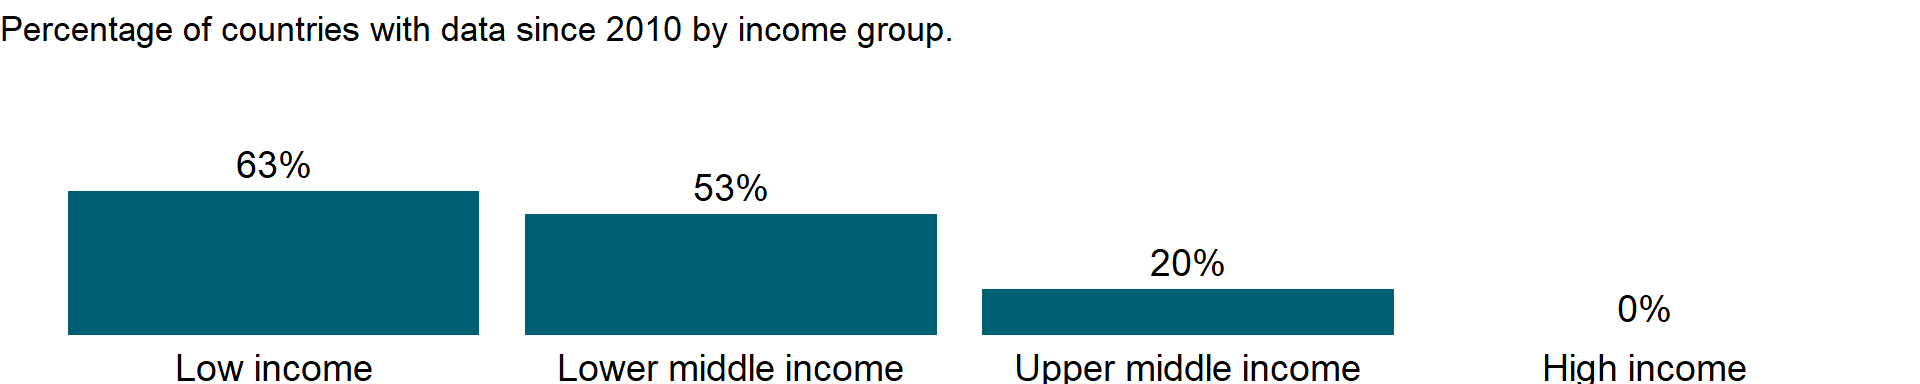 Percentage of countries with data since 2010 by income group.
63%
53%
20%
0%
Low income
Lower middle income
Upper middle income
High income